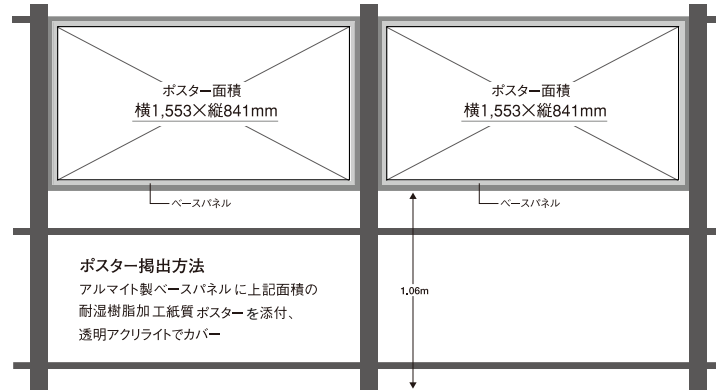 ポスター面積
横1,553×縦841mm
ポスター面積
横1,553×縦841mm
ベースパネル
ベースパネル
ポスター掲出方法
アルマイト製ベースパネルに上記面積の
耐湿樹脂加工紙質ポスターを添付、
透明アクリライトでカバー
1.06m